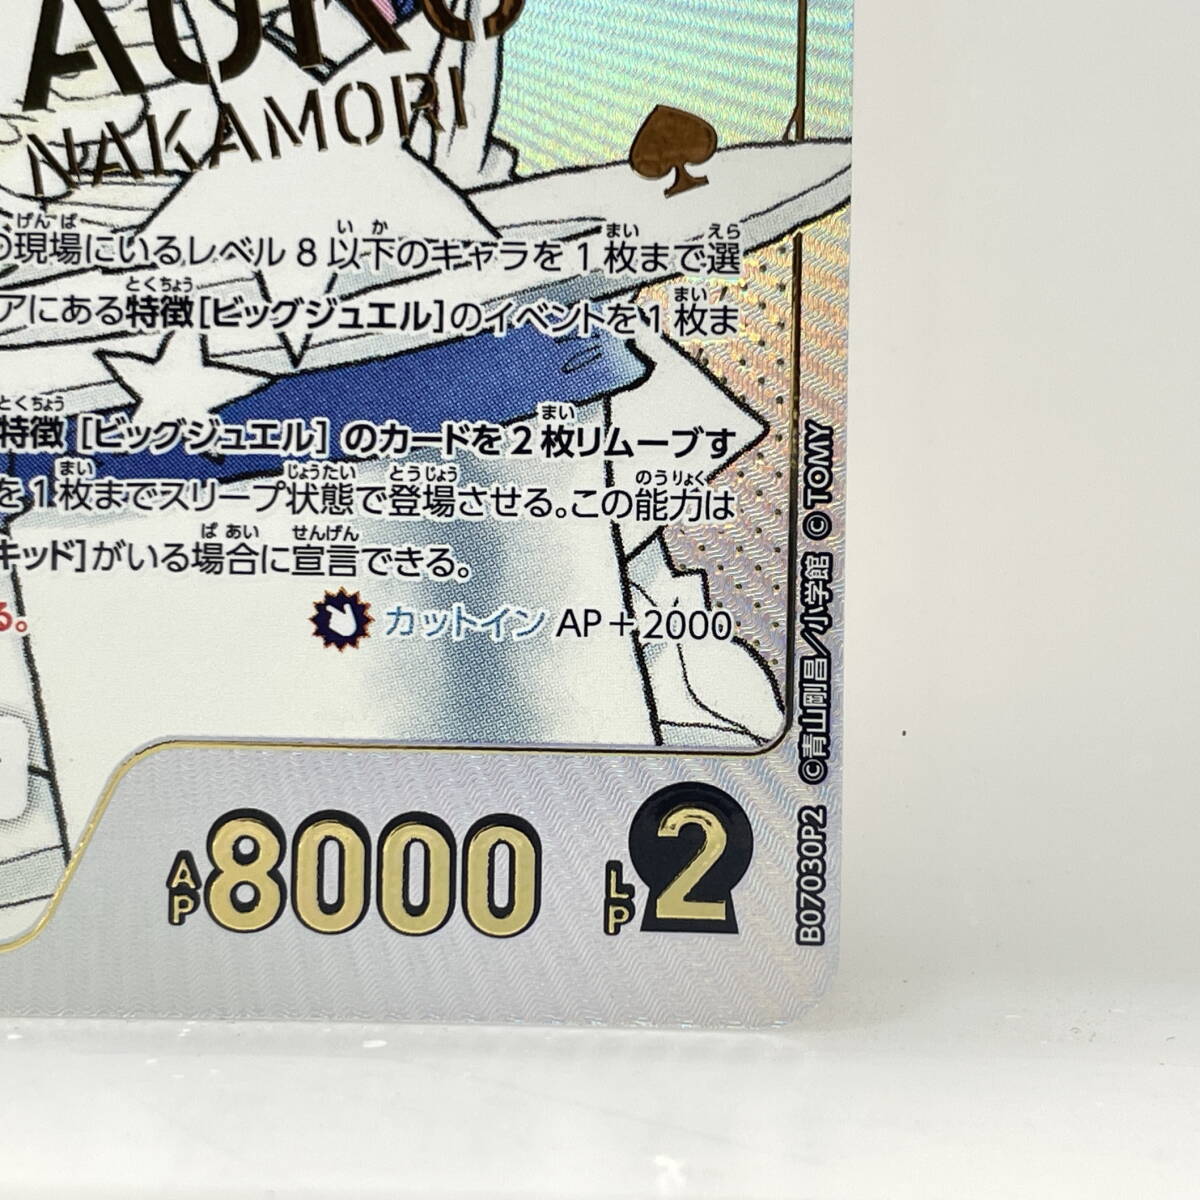 AOKO
NAKAMORI
の現場にいるレベル8以下のキャラを1枚まで選
アにある特徴[ビッグジュエル]のイベントを1枚ま
特徴［ビッグジュエル］のカードを2枚リムーブす
を1枚までスリープ状態で登場させる。この能力は
キッド]がいる場合に宣言できる。
る。
カットイン AP+2000
AP 8000
LP 2
B07030P2 ©青山剛昌/小学館 ©TOMY